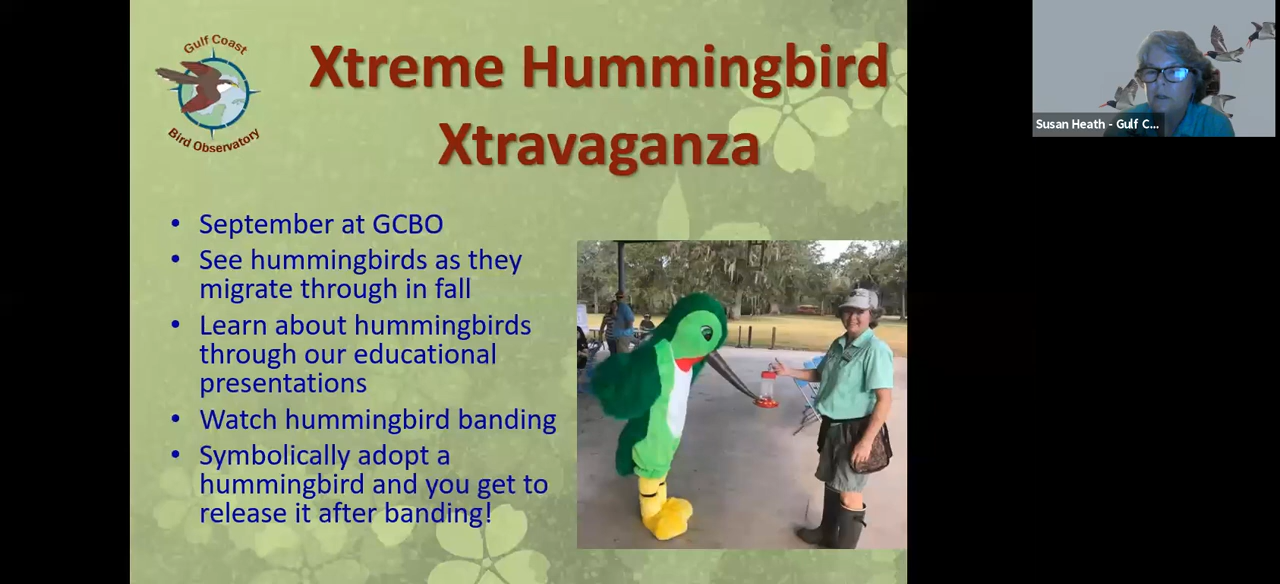 Gulf Coast
Bird Observatory
Xtreme Hummingbird
Xtravaganza
• September at GCBO
• See hummingbirds as they
migrate through in fall
• Learn about hummingbirds
through our educational
presentations
• Watch hummingbird banding
• Symbolically adopt a
hummingbird and you get to
release it after banding!
Susan Heath - Gulf C...